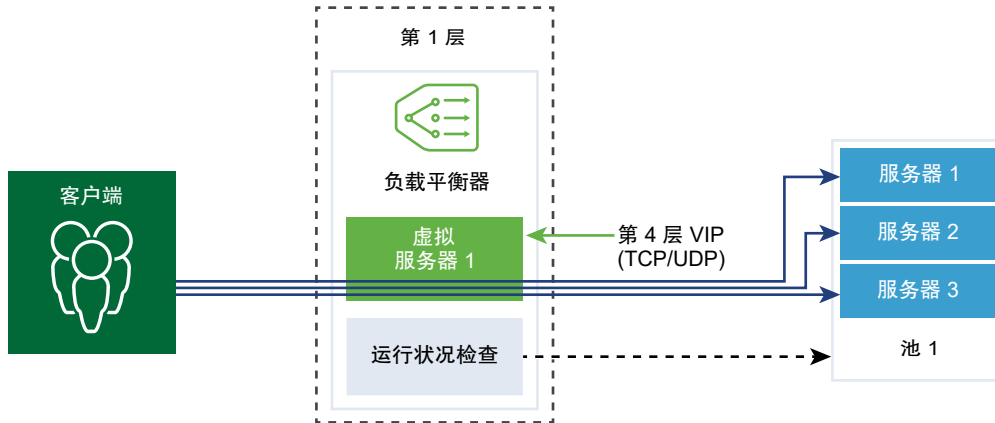 第 1 层
负载平衡器
客户端
虚拟
服务器 1
第 4 层 VIP
(TCP/UDP)
运行状况检查
服务器 1
服务器 2
服务器 3
池 1